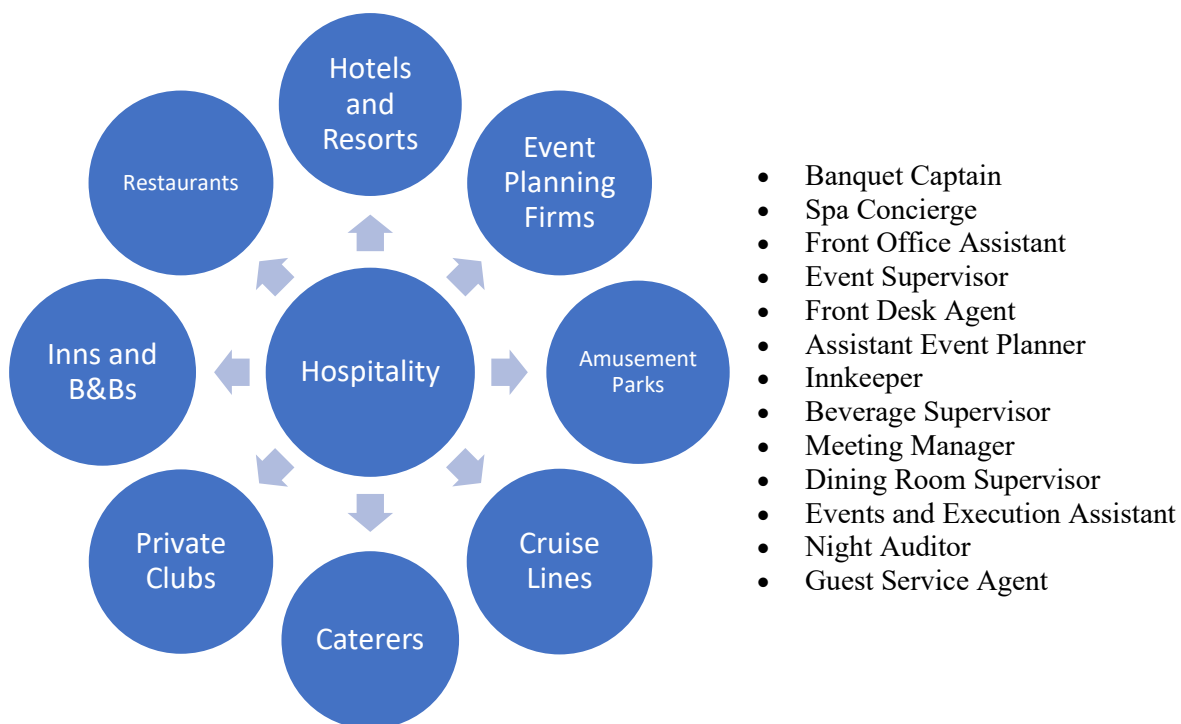 Hotels
and
Resorts
Event
Planning
Firms
Amusement
Parks
Cruise
Lines
Caterers
Private
Clubs
Inns and
B&Bs
Restaurants
Hospitality
• Banquet Captain
• Spa Concierge
• Front Office Assistant
• Event Supervisor
• Front Desk Agent
• Assistant Event Planner
• Innkeeper
• Beverage Supervisor
• Meeting Manager
• Dining Room Supervisor
• Events and Execution Assistant
• Night Auditor
• Guest Service Agent